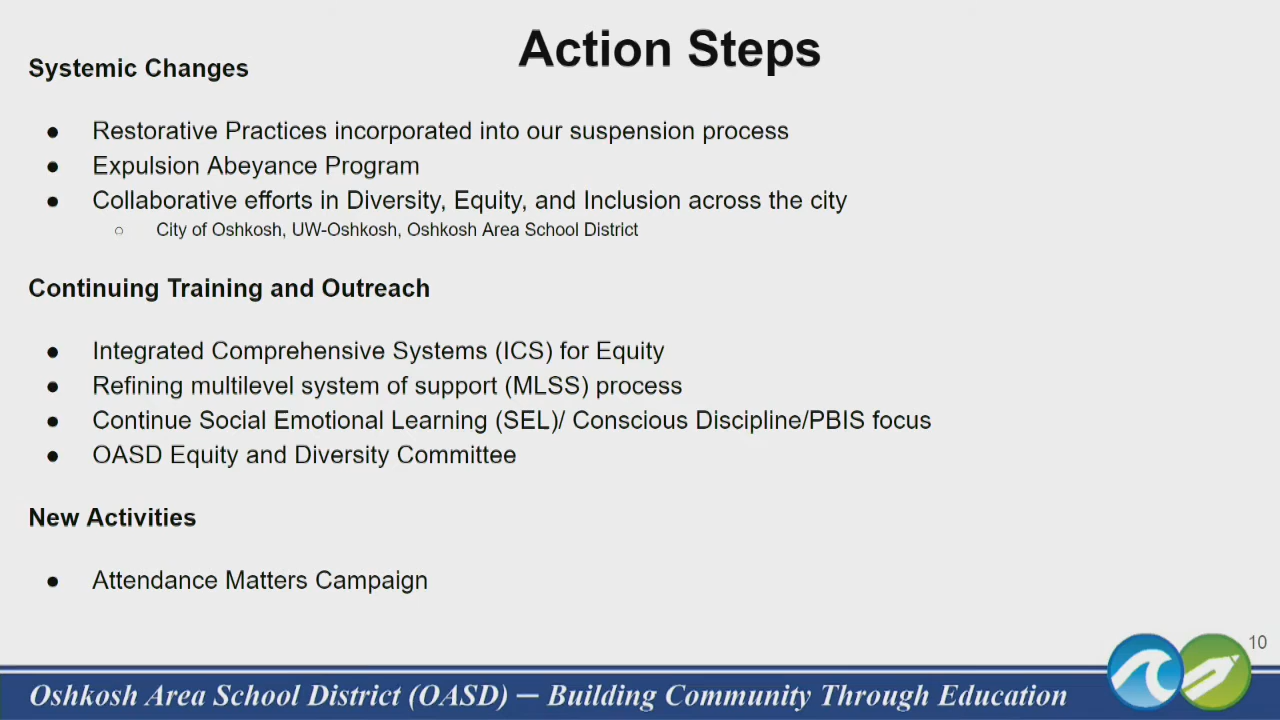 Action Steps
Systemic Changes
● Restorative Practices incorporated into our suspension process
● Expulsion Abeyance Program
● Collaborative efforts in Diversity, Equity, and Inclusion across the city
○ City of Oshkosh, UW-Oshkosh, Oshkosh Area School District
Continuing Training and Outreach
● Integrated Comprehensive Systems (ICS) for Equity
● Refining multilevel system of support (MLSS) process
● Continue Social Emotional Learning (SEL)/ Conscious Discipline/PBIS focus
● OASD Equity and Diversity Committee
New Activities
● Attendance Matters Campaign
10
Oshkosh Area School District (OASD) — Building Community Through Education